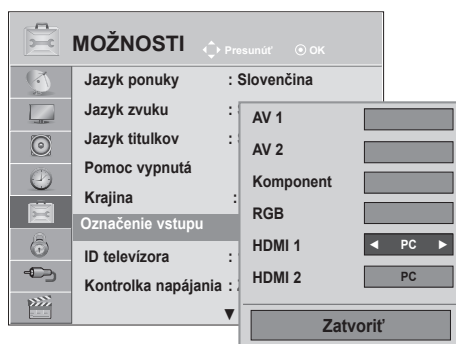 MOŽNOSTI
Presunúť OK
Jazyk ponuky : Slovenčina
Jazyk zvuku :
Jazyk titulkov :
Pomoc vypnutá
Krajina :
Označenie vstupu
ID televízora :
Kontrolka napájania :
AV 1
AV 2
Komponent
RGB
HDMI 1 ◄ PC ►
HDMI 2 PC
Zatvoriť